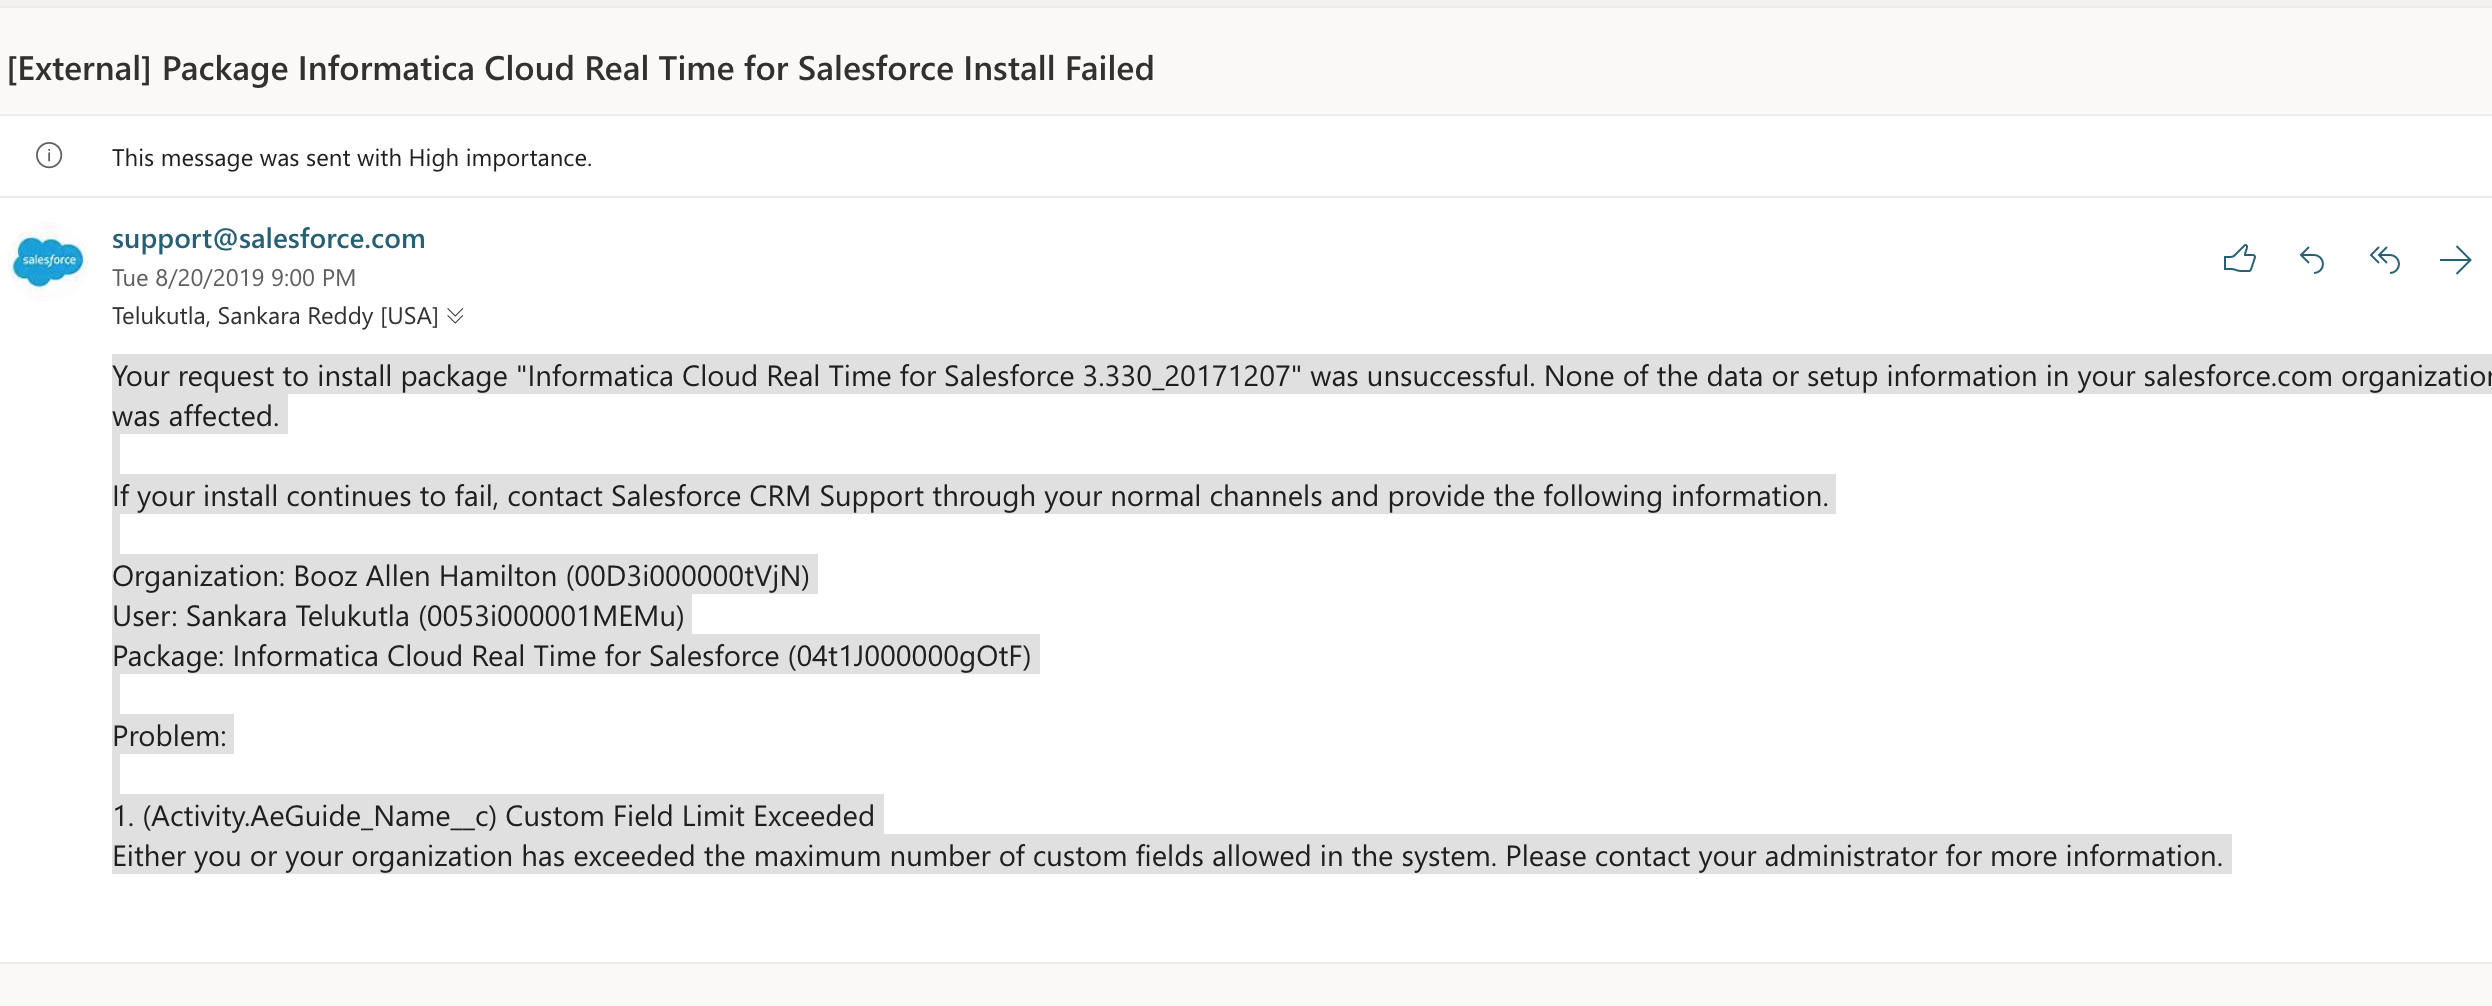 [External] Package Informatica Cloud Real Time for Salesforce Install Failed
This message was sent with High importance.
salesforce
support@salesforce.com
Tue 8/20/2019 9:00 PM
Telukutla, Sankara Reddy [USA]
Your request to install package "Informatica Cloud Real Time for Salesforce 3.330_20171207" was unsuccessful. None of the data or setup information in your salesforce.com organization
was affected.
If your install continues to fail, contact Salesforce CRM Support through your normal channels and provide the following information.
Organization: Booz Allen Hamilton (00D3i000000tVjN)
User: Sankara Telukutla (0053i000001MEMu)
Package: Informatica Cloud Real Time for Salesforce (04t1J000000gOtF)
Problem:
1. (Activity.AeGuide_Name__c) Custom Field Limit Exceeded
Either you or your organization has exceeded the maximum number of custom fields allowed in the system. Please contact your administrator for more information.